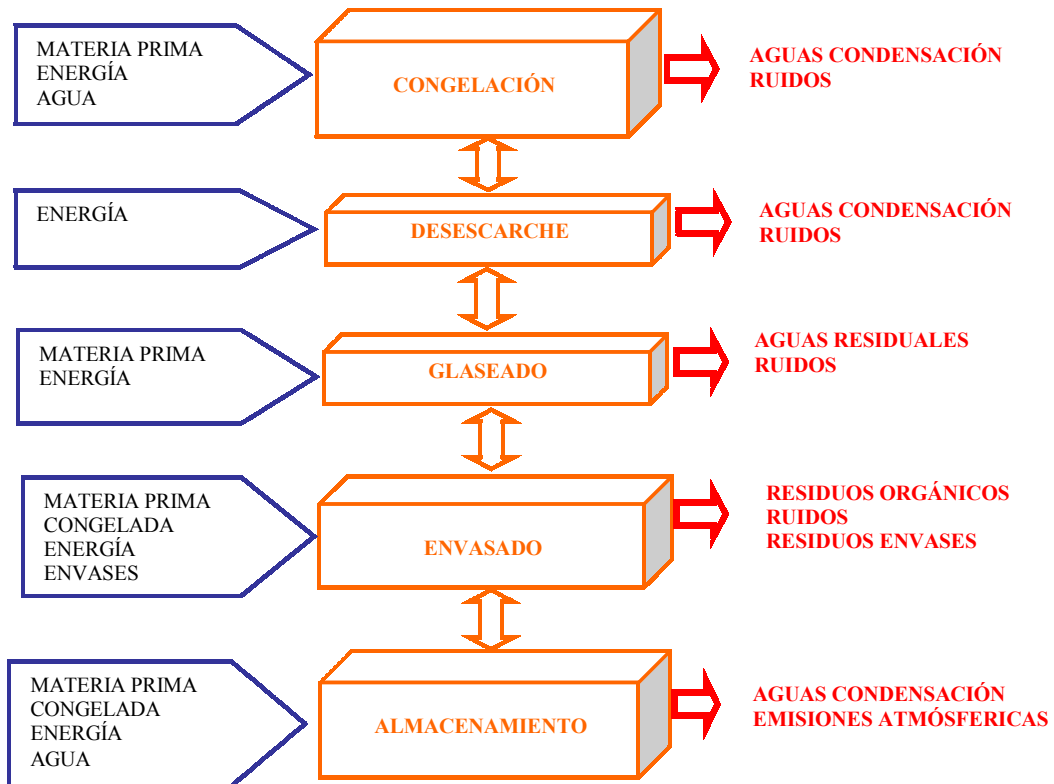 MATERIA PRIMA
ENERGÍA
AGUA
CONGELACIÓN
AGUAS CONDENSACIÓN
RUIDOS
ENERGÍA
DESESCARCHE
AGUAS CONDENSACIÓN
RUIDOS
MATERIA PRIMA
ENERGÍA
GLASEADO
AGUAS RESIDUALES
RUIDOS
MATERIA PRIMA
CONGELADA
ENERGÍA
ENVASES
ENVASADO
RESIDUOS ORGÁNICOS
RUIDOS
RESIDUOS ENVASES
MATERIA PRIMA
CONGELADA
ENERGÍA
AGUA
ALMACENAMIENTO
AGUAS CONDENSACIÓN
EMISIONES ATMÓSFERICAS